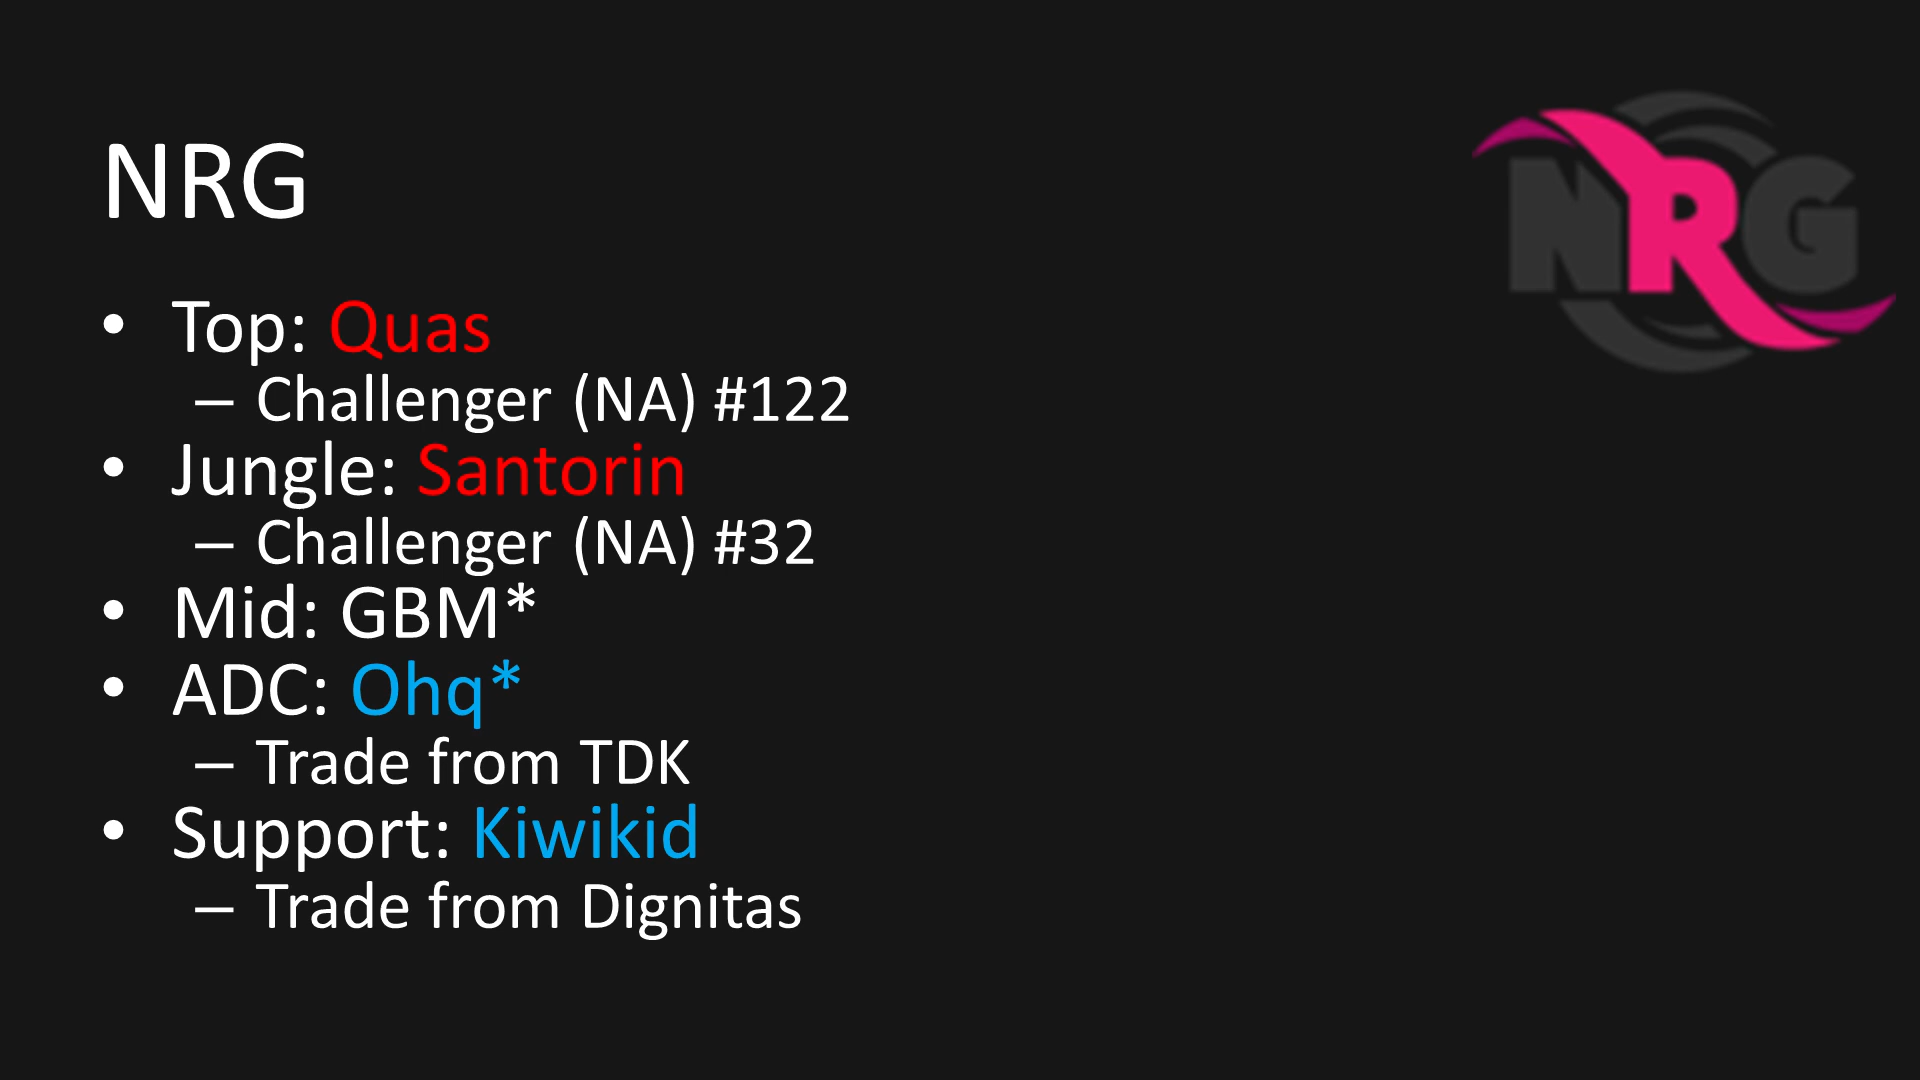 NRG
NRG
• Top: Quas
– Challenger (NA) #122
• Jungle: Santorin
– Challenger (NA) #32
• Mid: GBM*
• ADC: Ohq*
– Trade from TDK
• Support: Kiwikid
– Trade from Dignitas